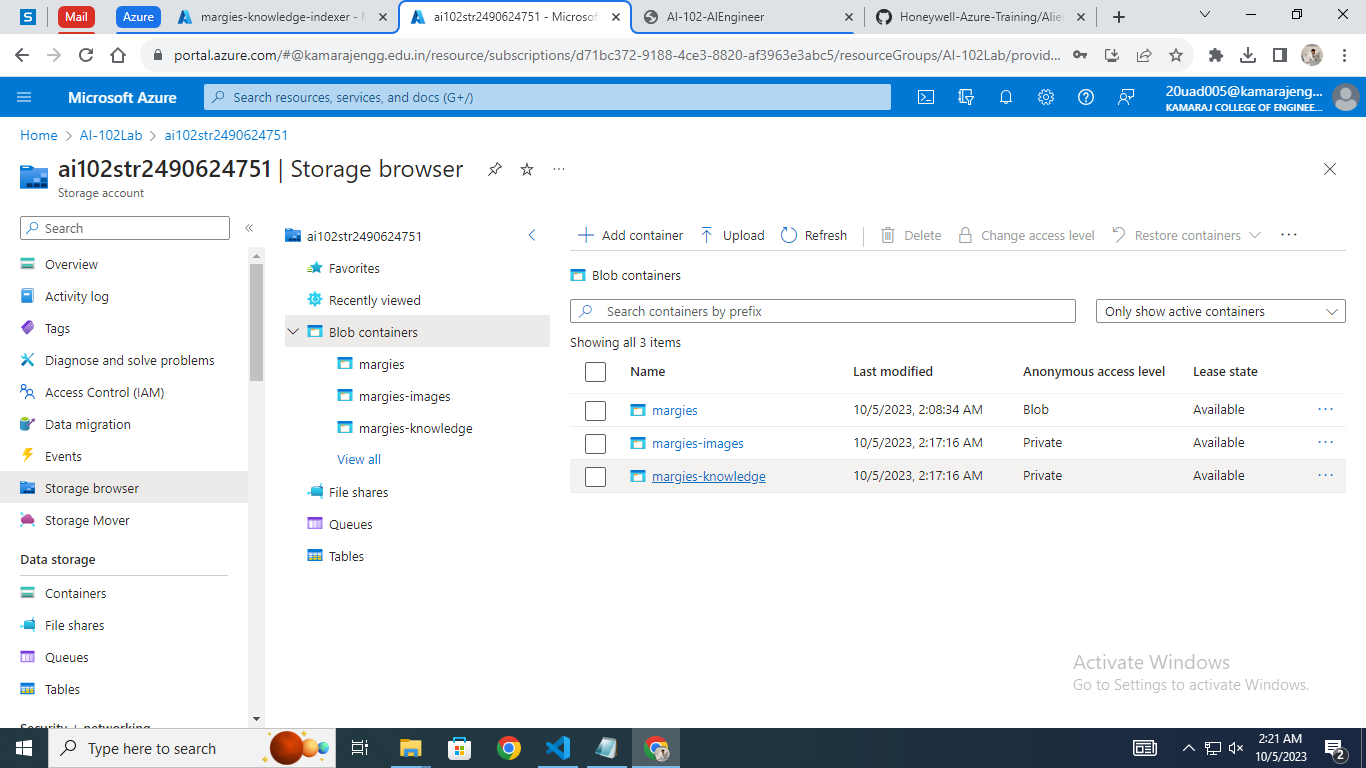 Mail
Azure
margies-knowledge-indexer - M
ai102str2490624751 - Microsof
AI-102-AIEngineer
Honeywell-Azure-Training/Alie
portal.azure.com/#@kamarajengg.edu.in/resource/subscriptions/d71bc372-9188-4ce3-8820-af3963e3abc5/resourceGroups/AI-102Lab/provid...
Microsoft Azure
Search resources, services, and docs (G+/)
20uad005@kamarajeng...
KAMARAJ COLLEGE OF ENGINEE...
Home > AI-102Lab > ai102str2490624751
ai102str2490624751 | Storage browser
Storage account
Search
Overview
Activity log
Tags
Diagnose and solve problems
Access Control (IAM)
Data migration
Events
Storage browser
Storage Mover
Data storage
Containers
File shares
Queues
Tables
Security + networking
ai102str2490624751
Favorites
Recently viewed
Blob containers
margies
margies-images
margies-knowledge
View all
File shares
Queues
Tables
Add container Upload Refresh Delete Change access level Restore containers
Blob containers
Search containers by prefix
Only show active containers
Showing all 3 items
Name Last modified Anonymous access level Lease state
margies 10/5/2023, 2:08:34 AM Blob Available
margies-images 10/5/2023, 2:17:16 AM Private Available
margies-knowledge 10/5/2023, 2:17:16 AM Private Available
Activate Windows
Go to Settings to activate Windows.
Type here to search
2:21 AM
10/5/2023
2